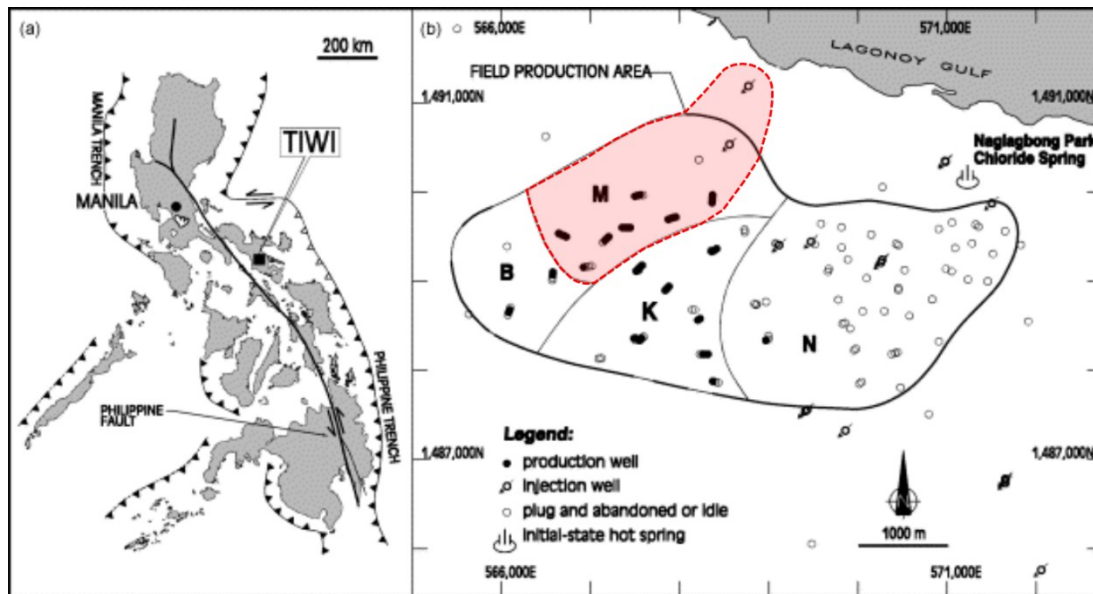 (a)
200 km
MANILA TRENCH
TIWI
MANILA
PHILIPPINE
FAULT
PHILIPPINE TRENCH
(b)
566,000E
571,000E
LAGONOY GULF
FIELD PRODUCTION AREA
1,491,000N
1,491,000N
Naglagbong Park
Chloride Spring
M
B
K
N
Legend:
production well
injection well
plug and abandoned or idle
initial-state hot spring
1,487,000N
1,487,000N
N
1000 m
566,000E
571,000E